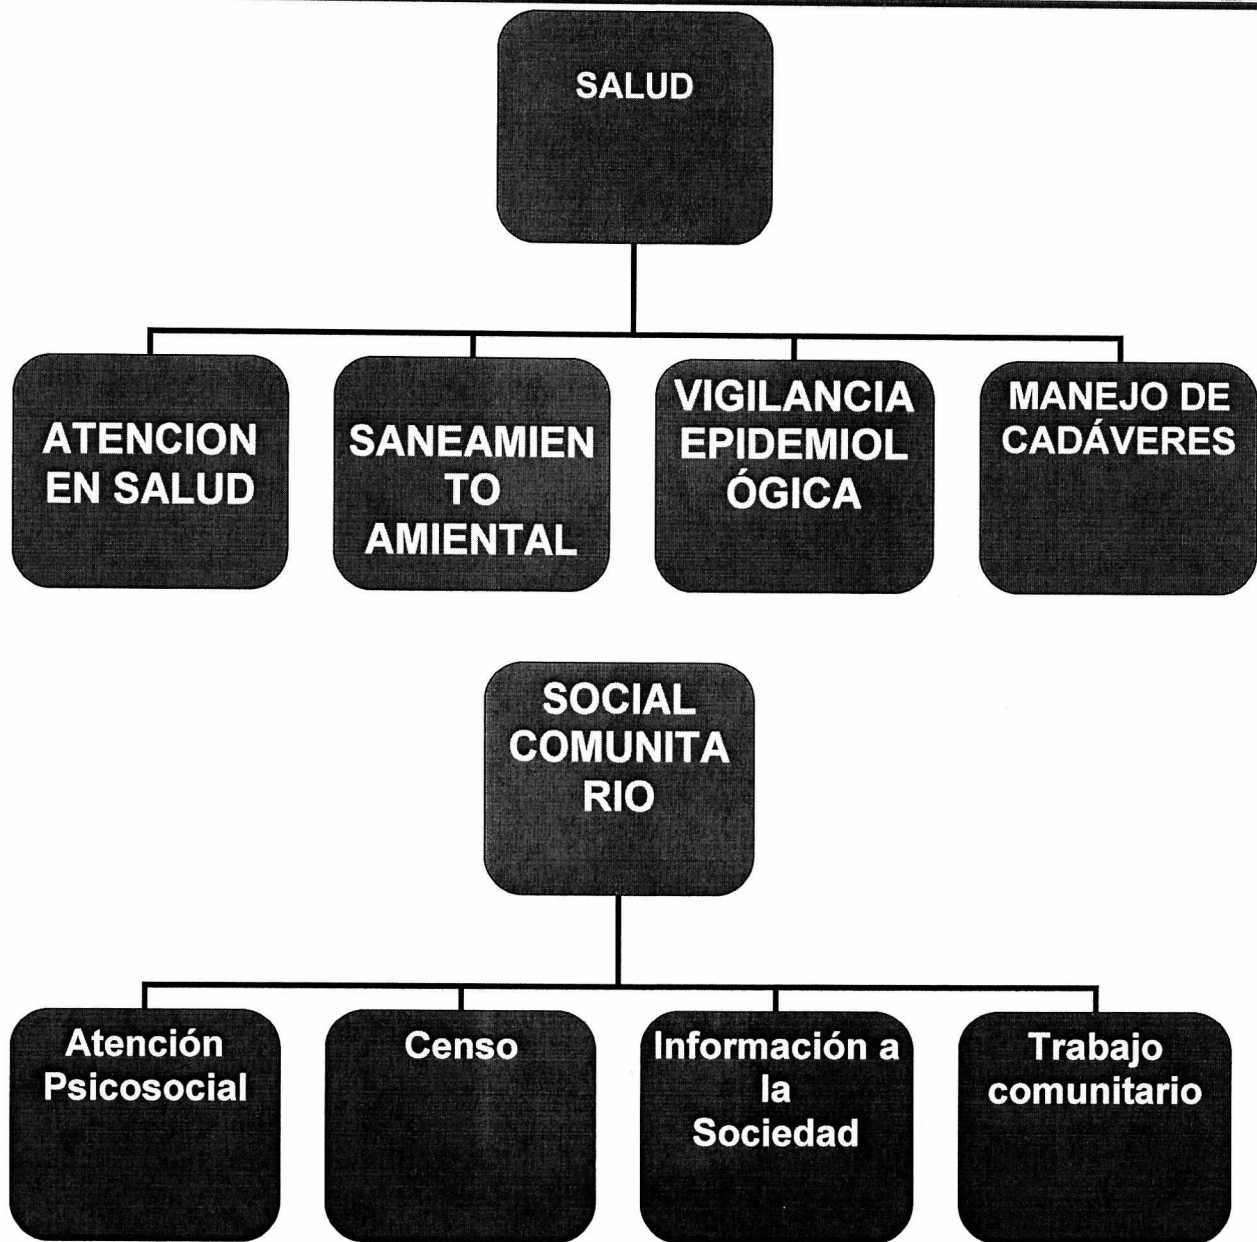 SALUD
ATENCION
EN SALUD
SANEAMIEN
TO
AMIENTAL
VIGILANCIA
EPIDEMIOL
ÓGICA
MANEJO DE
CADÁVERES
SOCIAL
COMUNITA
RIO
Atención
Psicosocial
Censo
Información a
la
Sociedad
Trabajo
comunitario